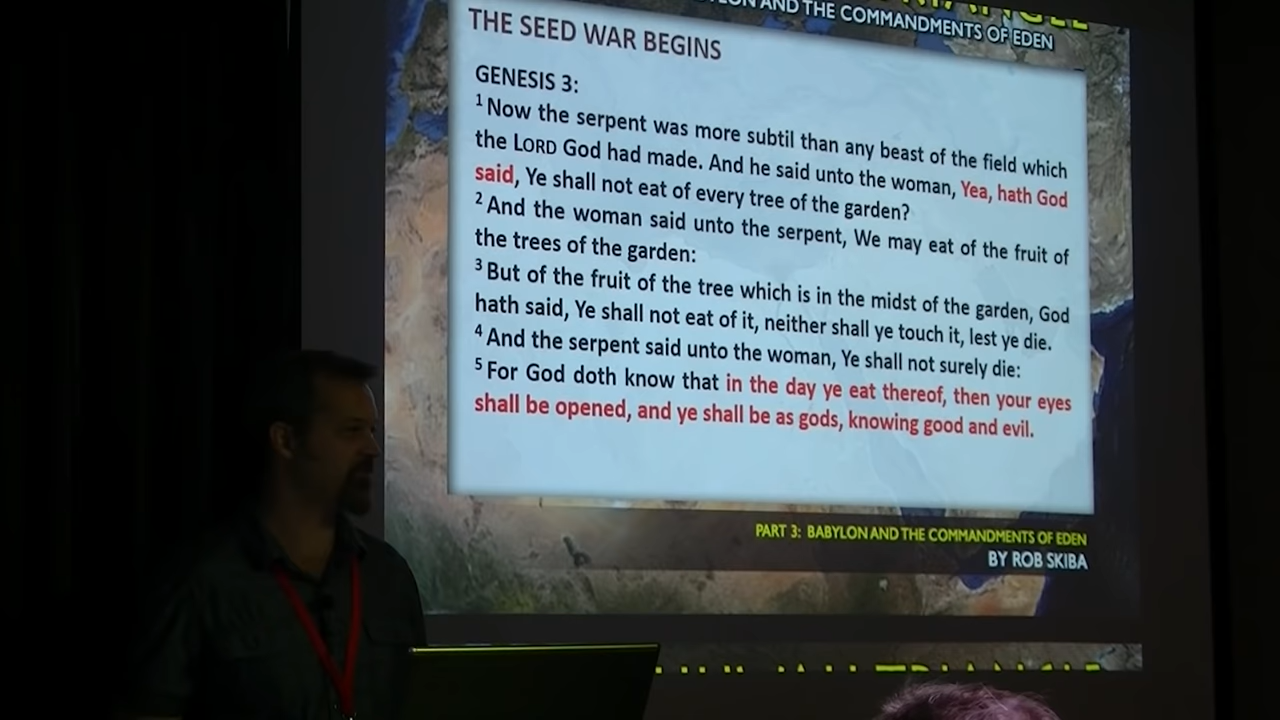 AND THE COMMANDMENTS OF EDEN
THE SEED WAR BEGINS
GENESIS 3:
1 Now the serpent was more subtil than any beast of the field which
the LORD God had made. And he said unto the woman, Yea, hath God
said, Ye shall not eat of every tree of the garden?
2 And the woman said unto the serpent, We may eat of the fruit of
the trees of the garden:
3 But of the fruit of the tree which is in the midst of the garden, God
hath said, Ye shall not eat of it, neither shall ye touch it, lest ye die.
4 And the serpent said unto the woman, Ye shall not surely die:
5 For God doth know that in the day ye eat thereof, then your eyes
shall be opened, and ye shall be as gods, knowing good and evil.
PART 3: BABYLON AND THE COMMANDMENTS OF EDEN
BY ROB SKIBA